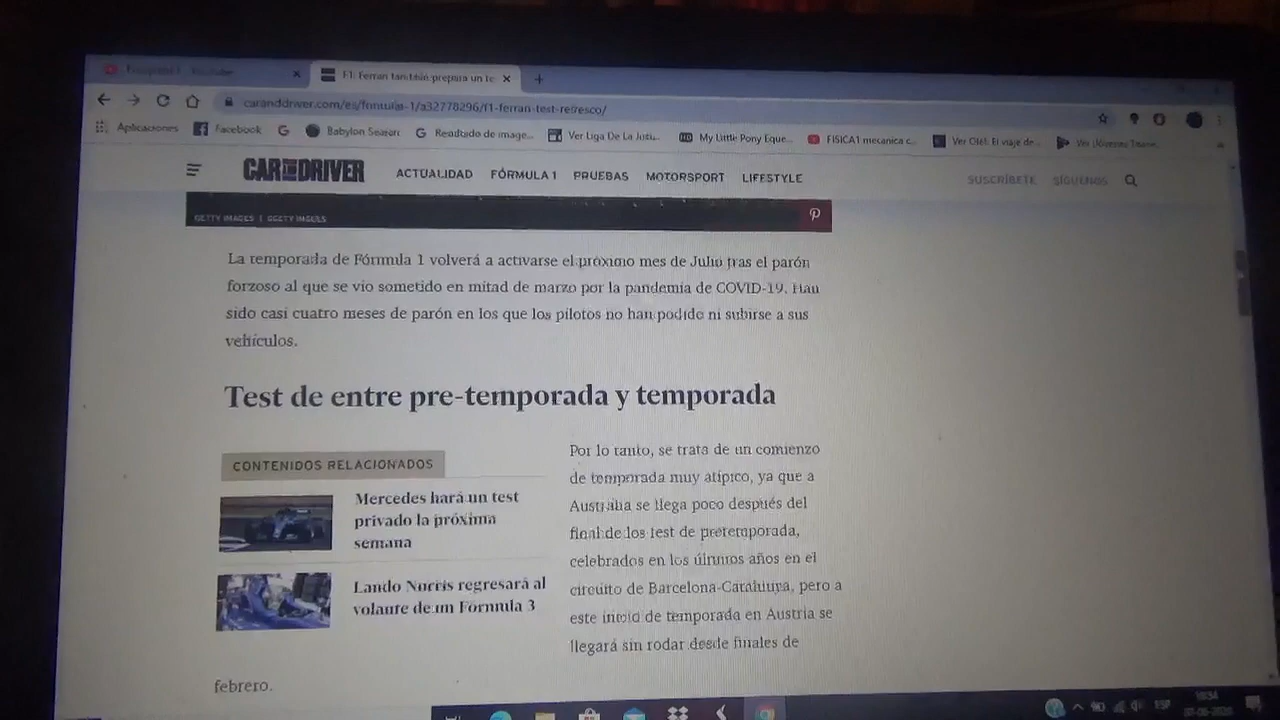 F1: Ferrari también prepara un te
caranddriver.com/es/formula-1/a32778296/f1-ferrari-test-refresco/
Aplicaciones
Facebook
Babylon Search
Resultado de image...
Ver Liga De La Justi...
My Little Pony Eque...
FISICA1 mecanica c...
Ver Olé!. El viaje de...
CAR AND DRIVER
ACTUALIDAD
FÓRMULA 1
PRUEBAS
MOTORSPORT
LIFESTYLE
SUSCRÍBETE
SÍGUENOS
GETTY IMAGES | GETTY IMAGES
La temporada de Fórmula 1 volverá a activarse el próximo mes de Julio tras el parón
forzoso al que se vio sometido en mitad de marzo por la pandemia de COVID-19. Han
sido casi cuatro meses de parón en los que los pilotos no han podido ni subirse a sus
vehículos.
Test de entre pre-temporada y temporada
CONTENIDOS RELACIONADOS
Mercedes hará un test
privado la próxima
semana
Lando Norris regresará al
volante de un Formula 3
Por lo tanto, se trata de un comienzo
de temporada muy atípico, ya que a
Australia se llega poco después del
final de los test de pretemporada,
celebrados en los últimos años en el
circuito de Barcelona-Catalunya, pero a
este inicio de temporada en Austria se
llegará sin rodar desde finales de
febrero.
ESP